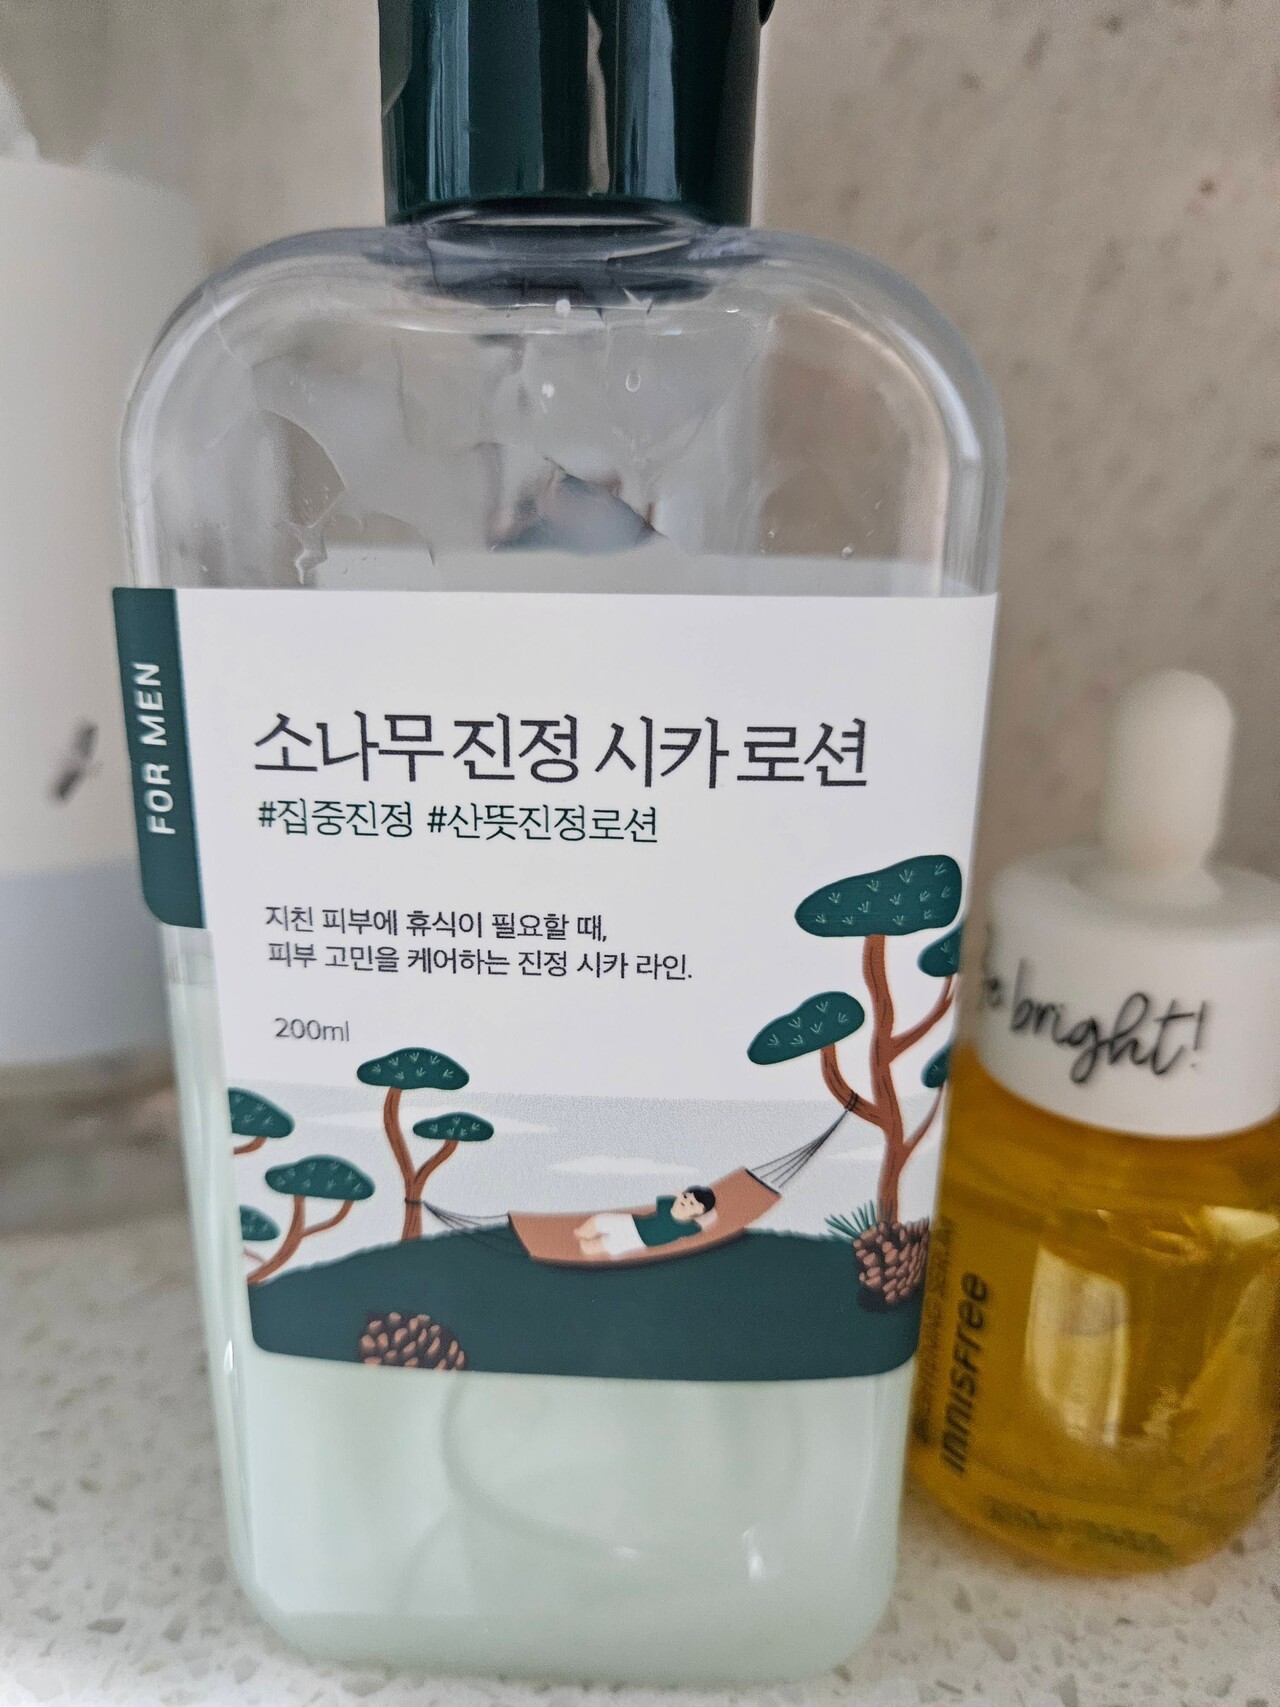 FOR MEN
소나무 진정 시카 로션
#집중진정 #산뜻진정로션
지친 피부에 휴식이 필요할 때,
피부 고민을 케어하는 진정 시카 라인.
200ml
Be bright!
innisfree